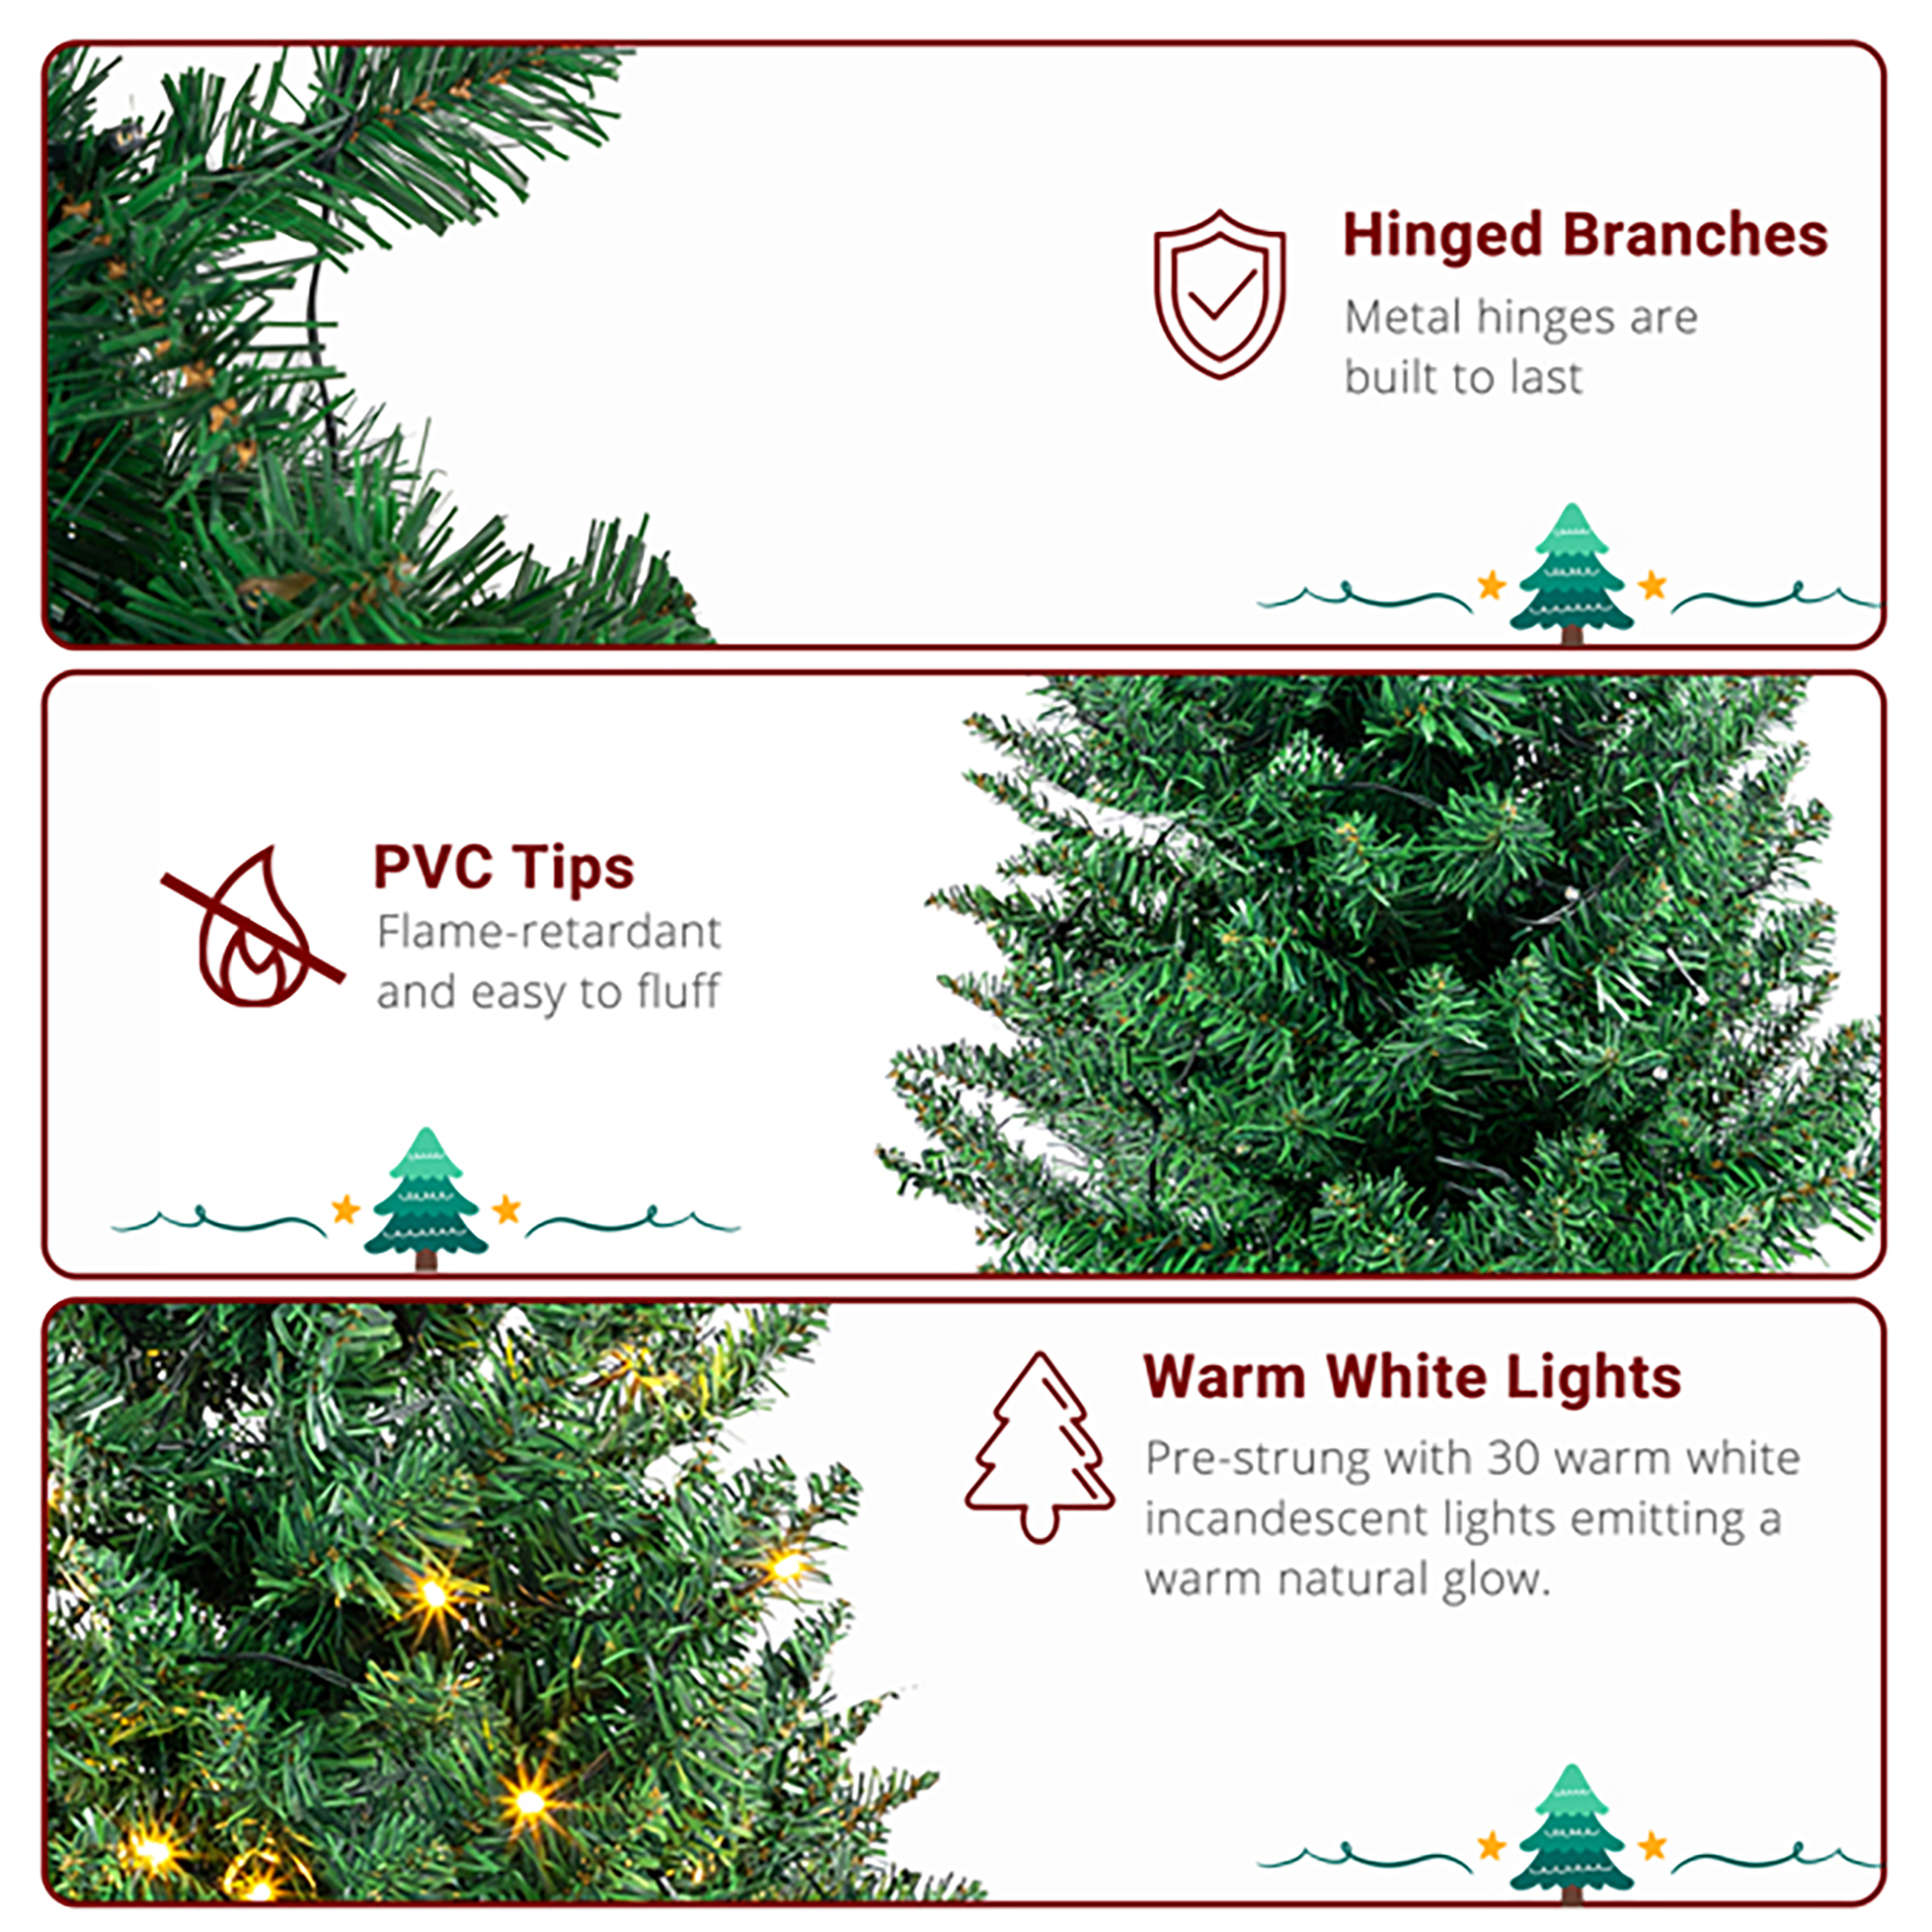 Hinged Branches
Metal hinges are
built to last
PVC Tips
Flame-retardant
and easy to fluff
Warm White Lights
Pre-strung with 30 warm white
incandescent lights emitting a
warm natural glow.